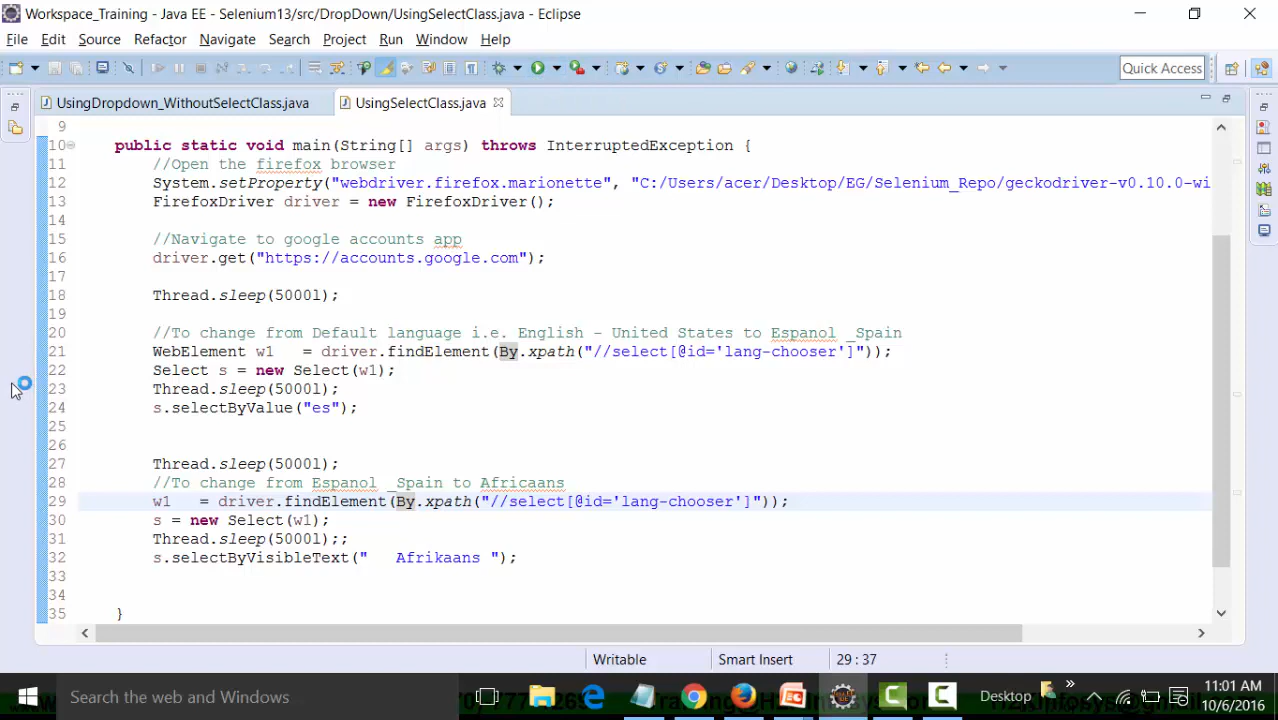 Workspace_Training - Java EE - Selenium13/src/DropDown/UsingSelectClass.java - Eclipse
File Edit Source Refactor Navigate Search Project Run Window Help
Quick Access
UsingDropdown_WithoutSelectClass.java UsingSelectClass.java
9
10 public static void main(String[] args) throws InterruptedException {
11 //Open the firefox browser
12 System.setProperty("webdriver.firefox.marionette", "C:/Users/acer/Desktop/EG/Selenium_Repo/geckodriver-v0.10.0-wi
13 FirefoxDriver driver = new FirefoxDriver();
14
15 //Navigate to google accounts app
16 driver.get("https://accounts.google.com");
17
18 Thread.sleep(5000l);
19
20 //To change from Default language i.e. English - United States to Espanol _Spain
21 WebElement w1   = driver.findElement(By.xpath("//select[@id='lang-chooser']"));
22 Select s = new Select(w1);
23 Thread.sleep(5000l);
24 s.selectByValue("es");
25
26
27 Thread.sleep(5000l);
28 //To change from Espanol _Spain to Africaans
29 w1   = driver.findElement(By.xpath("//select[@id='lang-chooser']"));
30 s = new Select(w1);
31 Thread.sleep(5000l);;
32 s.selectByVisibleText("   Afrikaans ");
33
34
35 }
Writable Smart Insert 29 : 37
Search the web and Windows Desktop 11:01 AM
10/6/2016